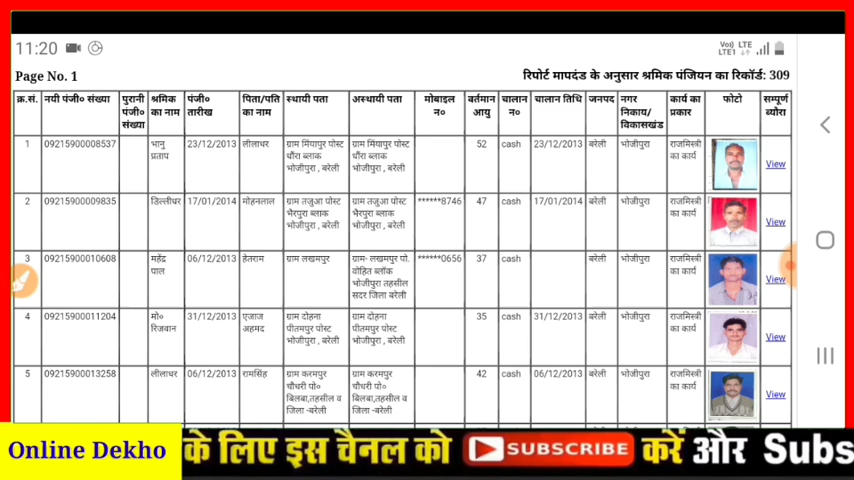 11:20
Vo) LTE
LTE1
Page No. 1
रिपोर्ट मापदंड के अनुसार श्रमिक पंजियन का रिकॉर्ड: 309
क्र.सं. नयी पंजी० संख्या पुरानी पंजी० संख्या श्रमिक का नाम पंजी० तारीख पिता/पति का नाम स्थायी पता अस्थायी पता मोबाइल न० वर्तमान आयु चालान न० चालान तिथि जनपद नगर निकाय/विकासखंड कार्य का प्रकार फोटो सम्पूर्ण ब्यौरा
1 09215900008537 भानु प्रताप 23/12/2013 लीलाधर ग्राम मिंयापुर पोस्ट धौंरा ब्लाक भोजीपुरा , बरेली ग्राम मिंयापुर पोस्ट धौंरा ब्लाक भोजीपुरा , बरेली 52 cash 23/12/2013 बरेली भोजीपुरा राजमिस्त्री का कार्य View
2 09215900009835 डिल्लीधर 17/01/2014 मोहनलाल ग्राम तजुआ पोस्ट भैरपुरा ब्लाक भोजीपुरा , बरेली ग्राम तजुआ पोस्ट भैरपुरा ब्लाक भोजीपुरा , बरेली ******8746 47 cash 17/01/2014 बरेली भोजीपुरा राजमिस्त्री का कार्य View
3 09215900010608 महेंद्र पाल 06/12/2013 हेतराम ग्राम लखमपुर ग्राम- लखमपुर पो. वोहित ब्लॉक भोजीपुरा तहसील सदर जिला बरेली ******0656 37 cash बरेली भोजीपुरा राजमिस्त्री का कार्य View
4 09215900011204 मो० रिजवान 31/12/2013 एजाज अहमद ग्राम दोहना पीतमपुर पोस्ट भोजीपुरा , बरेली ग्राम दोहना पीतमपुर पोस्ट भोजीपुरा , बरेली 35 cash 31/12/2013 बरेली भोजीपुरा राजमिस्त्री का कार्य View
5 09215900013258 लीलाधर 06/12/2013 रामसिंह ग्राम करमपुर चौधरी पो० बिलबा,तहसील व जिला -बरेली ग्राम करमपुर चौधरी पो० बिलबा,तहसील व जिला -बरेली 42 cash 06/12/2013 बरेली भोजीपुरा राजमिस्त्री का कार्य View
Online Dekho के लिए इस चैनल को SUBSCRIBE करें और Subs